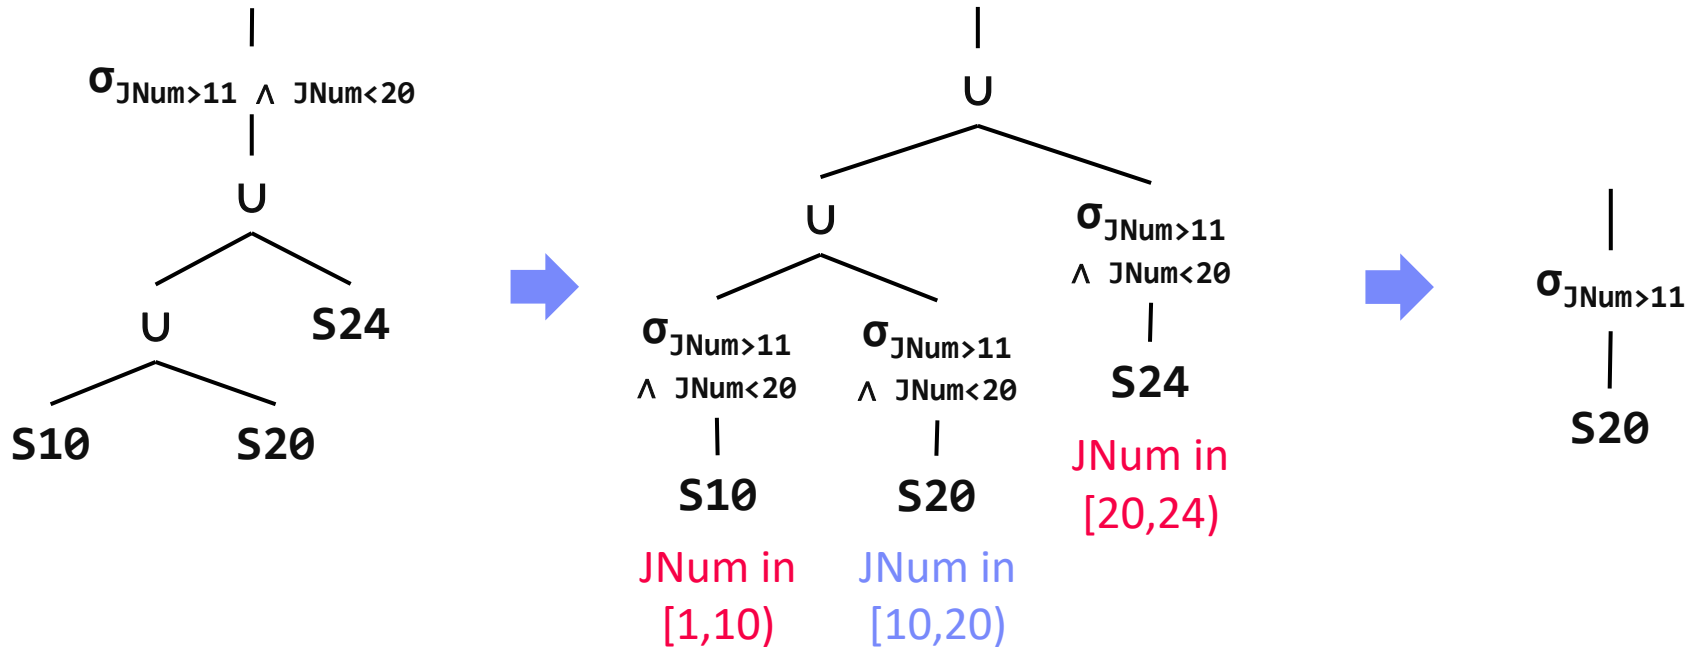 σJNum>11 ∧ JNum<20
∪
∪
S24
S10
S20
∪
∪
σJNum>11
∧ JNum<20
S24
JNum in
[20,24)
σJNum>11
∧ JNum<20
S10
JNum in
[1,10)
σJNum>11
∧ JNum<20
S20
JNum in
[10,20)
σJNum>11
S20